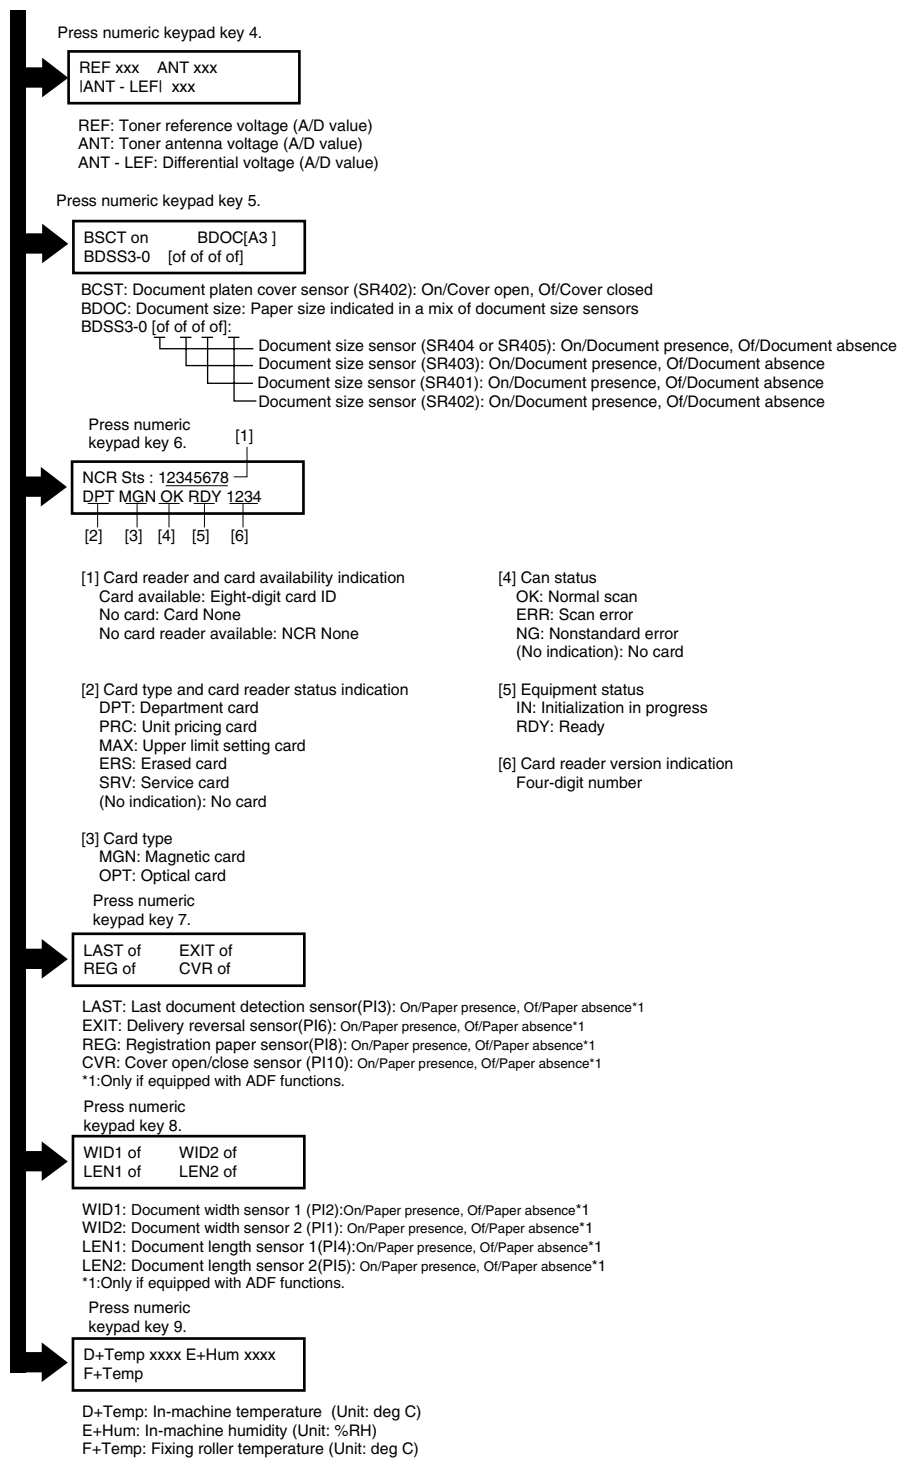 Press numeric keypad key 4.
REF xxx ANT xxx
|ANT - LEF| xxx
REF: Toner reference voltage (A/D value)
ANT: Toner antenna voltage (A/D value)
ANT - LEF: Differential voltage (A/D value)
Press numeric keypad key 5.
BSCT on BDOC[A3 ]
BDSS3-0 [of of of of]
BCST: Document platen cover sensor (SR402): On/Cover open, Of/Cover closed
BDOC: Document size: Paper size indicated in a mix of document size sensors
BDSS3-0 [of of of of]:
Document size sensor (SR404 or SR405): On/Document presence, Of/Document absence
Document size sensor (SR403): On/Document presence, Of/Document absence
Document size sensor (SR401): On/Document presence, Of/Document absence
Document size sensor (SR402): On/Document presence, Of/Document absence
Press numeric
keypad key 6.
[1]
NCR Sts : 12345678
DPT MGN OK RDY 1234
[2] [3] [4] [5] [6]
[1] Card reader and card availability indication
Card available: Eight-digit card ID
No card: Card None
No card reader available: NCR None
[2] Card type and card reader status indication
DPT: Department card
PRC: Unit pricing card
MAX: Upper limit setting card
ERS: Erased card
SRV: Service card
(No indication): No card
[3] Card type
MGN: Magnetic card
OPT: Optical card
[4] Can status
OK: Normal scan
ERR: Scan error
NG: Nonstandard error
(No indication): No card
[5] Equipment status
IN: Initialization in progress
RDY: Ready
[6] Card reader version indication
Four-digit number
Press numeric
keypad key 7.
LAST of EXIT of
REG of CVR of
LAST: Last document detection sensor(PI3): On/Paper presence, Of/Paper absence*1
EXIT: Delivery reversal sensor(PI6): On/Paper presence, Of/Paper absence*1
REG: Registration paper sensor(PI8): On/Paper presence, Of/Paper absence*1
CVR: Cover open/close sensor (PI10): On/Paper presence, Of/Paper absence*1
*1:Only if equipped with ADF functions.
Press numeric
keypad key 8.
WID1 of WID2 of
LEN1 of LEN2 of
WID1: Document width sensor 1 (PI2):On/Paper presence, Of/Paper absence*1
WID2: Document width sensor 2 (PI1): On/Paper presence, Of/Paper absence*1
LEN1: Document length sensor 1(PI4):On/Paper presence, Of/Paper absence*1
LEN2: Document length sensor 2(PI5): On/Paper presence, Of/Paper absence*1
*1:Only if equipped with ADF functions.
Press numeric
keypad key 9.
D+Temp xxxx E+Hum xxxx
F+Temp
D+Temp: In-machine temperature (Unit: deg C)
E+Hum: In-machine humidity (Unit: %RH)
F+Temp: Fixing roller temperature (Unit: deg C)